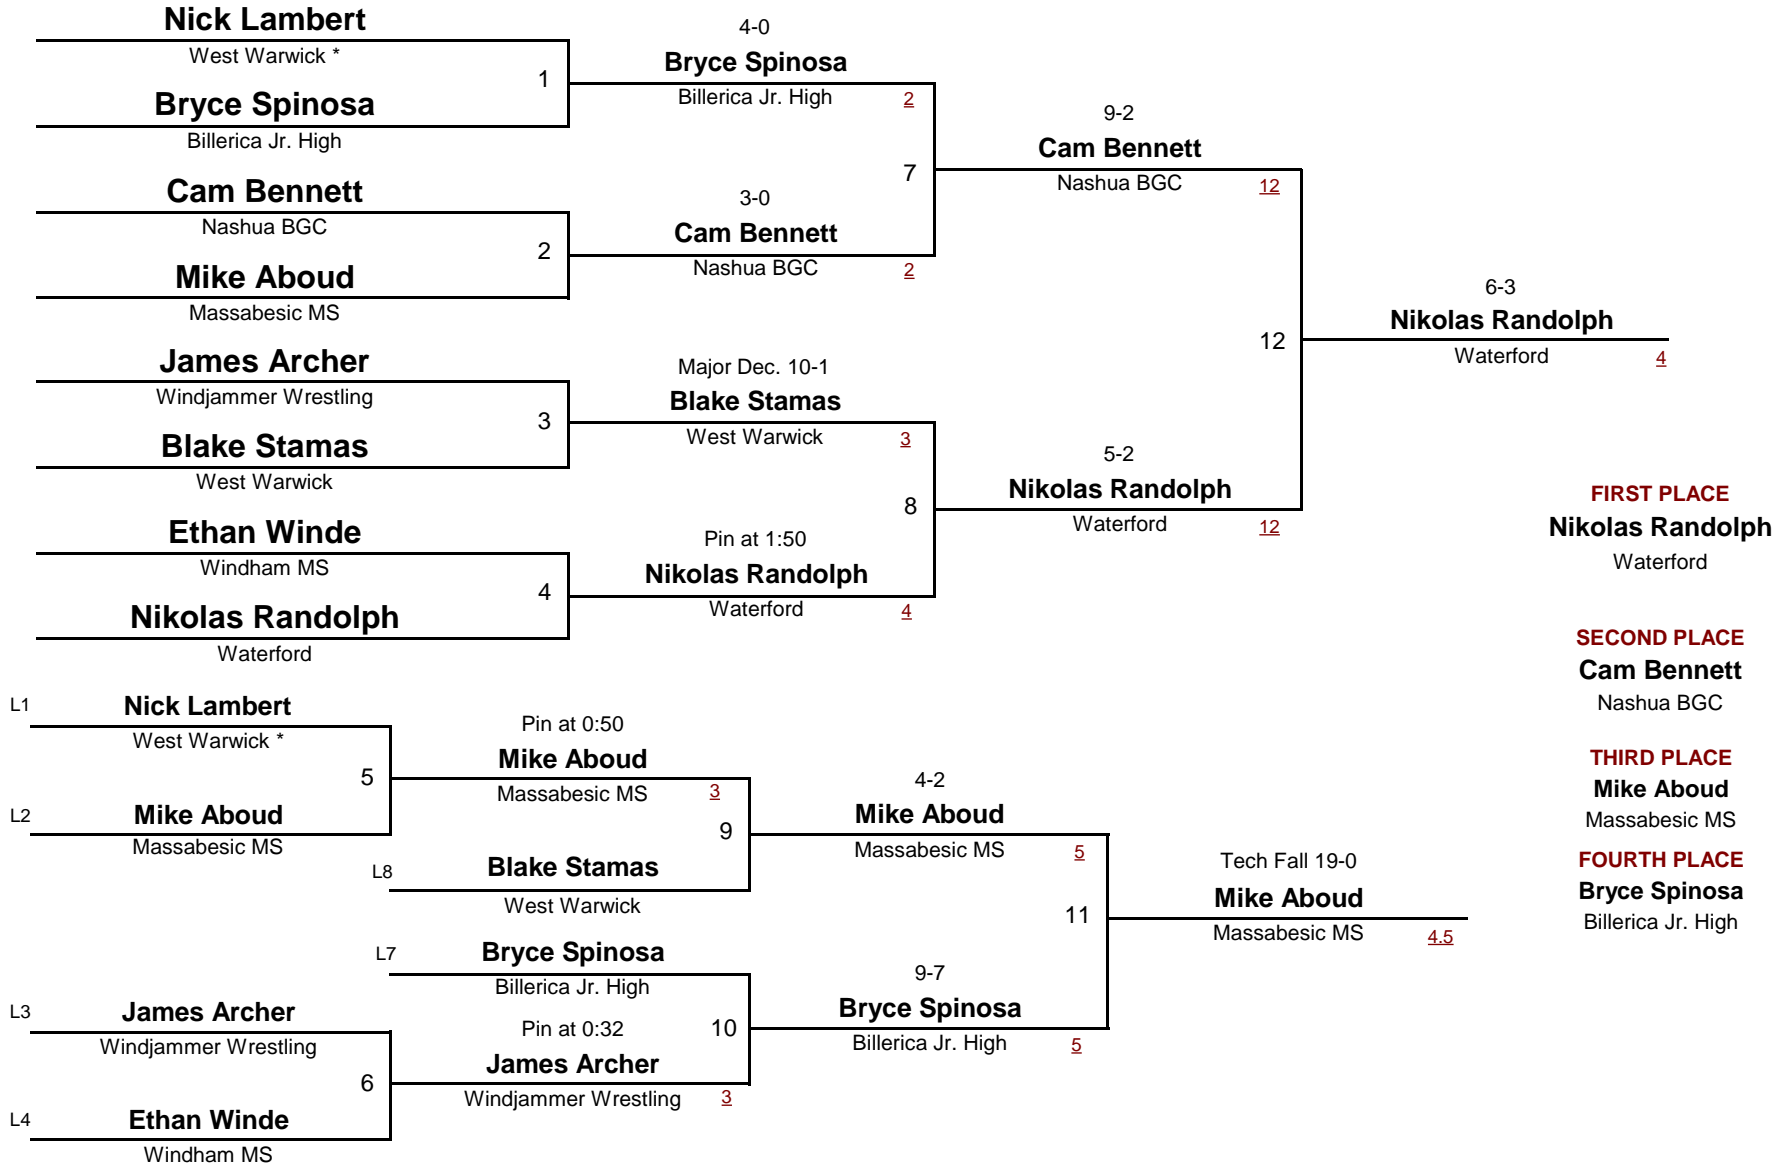 Nick Lambert
West Warwick *
1
Bryce Spinosa
Billerica Jr. High
4-0
Bryce Spinosa
Billerica Jr. High
2
Cam Bennett
Nashua BGC
2
Mike Aboud
Massabesic MS
3-0
Cam Bennett
Nashua BGC
2
7
9-2
Cam Bennett
Nashua BGC
12
James Archer
Windjammer Wrestling
3
Blake Stamas
West Warwick
Major Dec. 10-1
Blake Stamas
West Warwick
3
Ethan Winde
Windham MS
4
Nikolas Randolph
Waterford
Pin at 1:50
Nikolas Randolph
Waterford
4
8
5-2
Nikolas Randolph
Waterford
12
12
6-3
Nikolas Randolph
Waterford
4
FIRST PLACE
Nikolas Randolph
Waterford
SECOND PLACE
Cam Bennett
Nashua BGC
THIRD PLACE
Mike Aboud
Massabesic MS
FOURTH PLACE
Bryce Spinosa
Billerica Jr. High
L1
Nick Lambert
West Warwick *
5
L2
Mike Aboud
Massabesic MS
Pin at 0:50
Mike Aboud
Massabesic MS
3
9
L8
Blake Stamas
West Warwick
4-2
Mike Aboud
Massabesic MS
5
L7
Bryce Spinosa
Billerica Jr. High
10
L3
James Archer
Windjammer Wrestling
6
L4
Ethan Winde
Windham MS
Pin at 0:32
James Archer
Windjammer Wrestling
3
9-7
Bryce Spinosa
Billerica Jr. High
5
11
Tech Fall 19-0
Mike Aboud
Massabesic MS
4.5